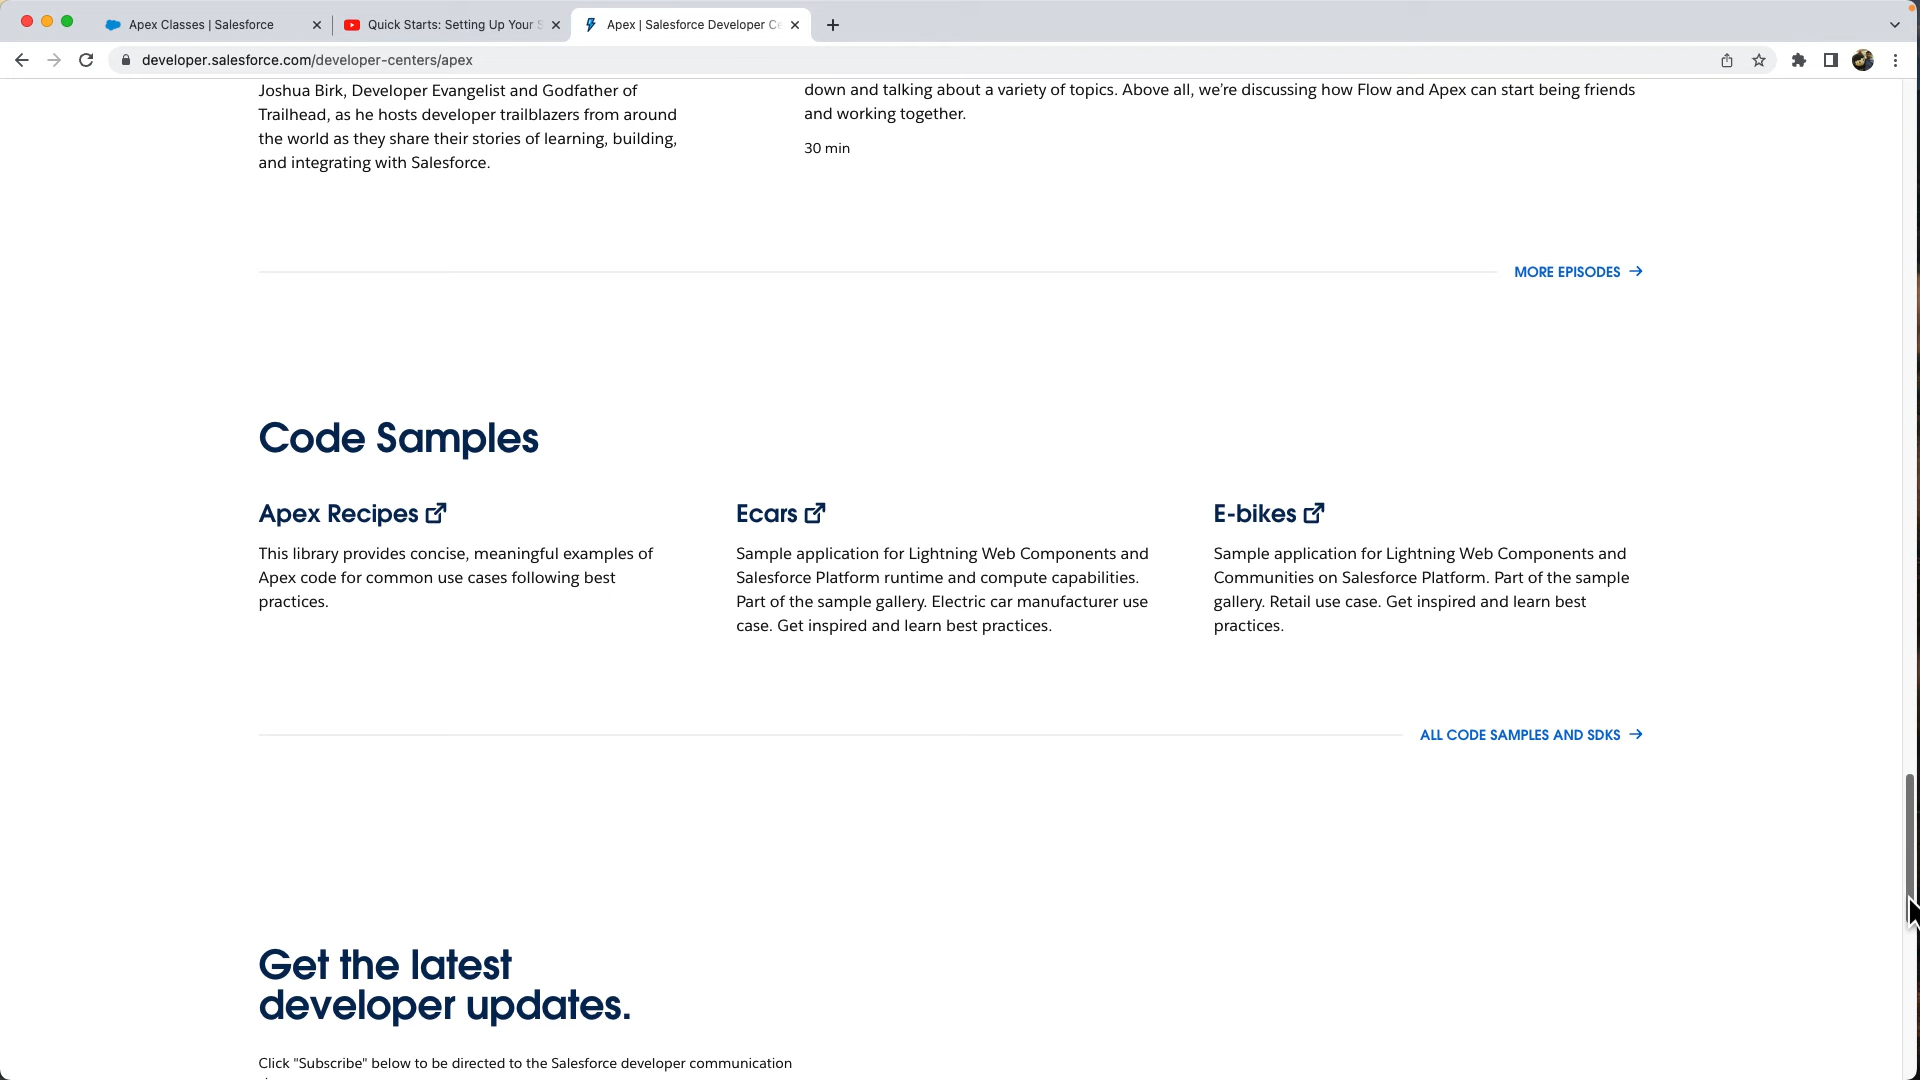 Apex Classes | Salesforce
Quick Starts: Setting Up Your S
Apex | Salesforce Developer Ce
developer.salesforce.com/developer-centers/apex
Joshua Birk, Developer Evangelist and Godfather of
Trailhead, as he hosts developer trailblazers from around
the world as they share their stories of learning, building,
and integrating with Salesforce.
down and talking about a variety of topics. Above all, we’re discussing how Flow and Apex can start being friends
and working together.
30 min
MORE EPISODES
Code Samples
Apex Recipes
This library provides concise, meaningful examples of
Apex code for common use cases following best
practices.
Ecars
Sample application for Lightning Web Components and
Salesforce Platform runtime and compute capabilities.
Part of the sample gallery. Electric car manufacturer use
case. Get inspired and learn best practices.
E-bikes
Sample application for Lightning Web Components and
Communities on Salesforce Platform. Part of the sample
gallery. Retail use case. Get inspired and learn best
practices.
ALL CODE SAMPLES AND SDKS
Get the latest
developer updates.
Click "Subscribe" below to be directed to the Salesforce developer communication